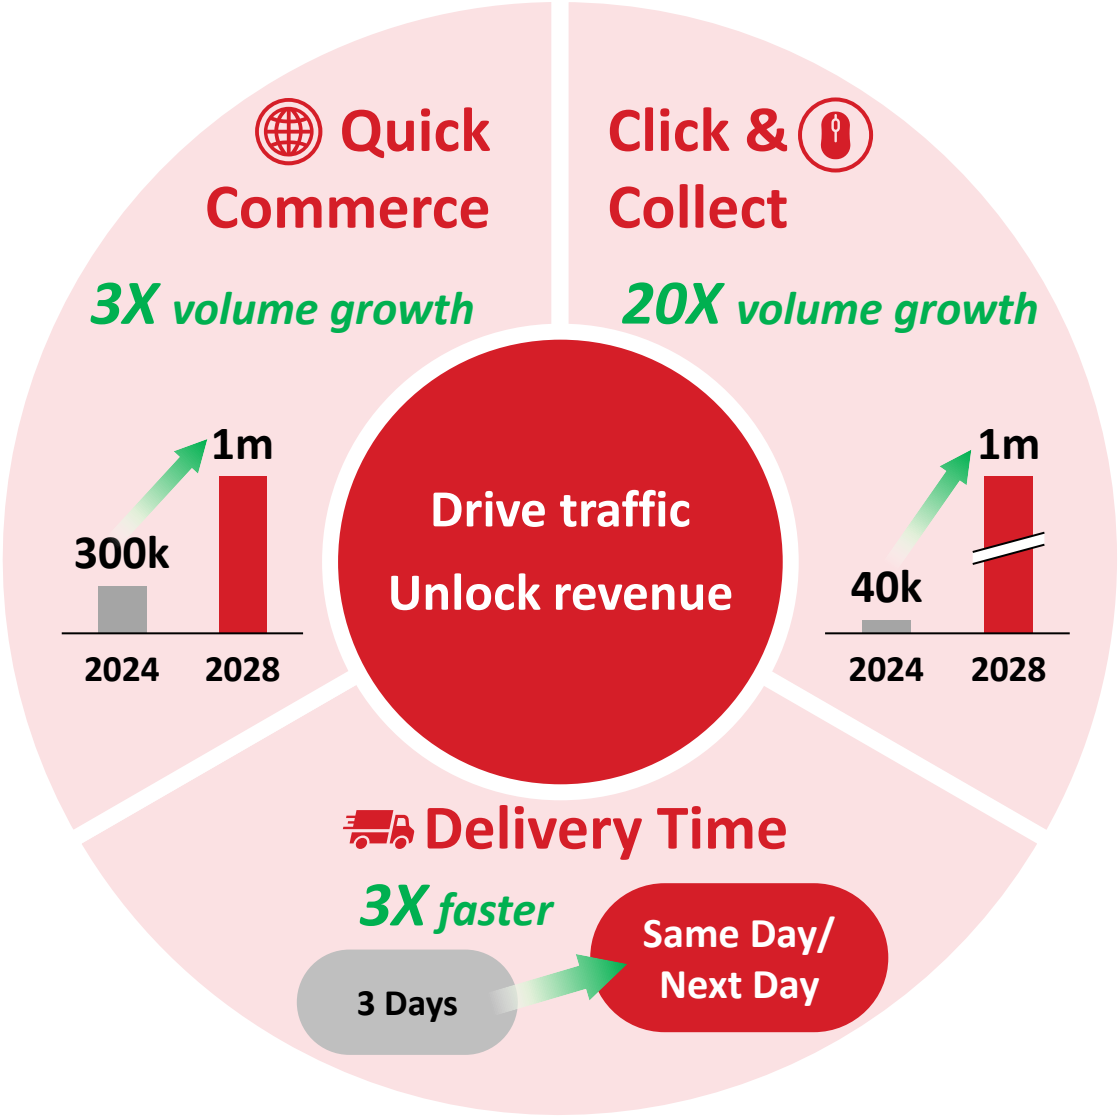 Quick
Commerce
3X volume growth
300k
1m
2024 2028
Click &
Collect
20X volume growth
40k
1m
2024 2028
Drive traffic
Unlock revenue
Delivery Time
3X faster
3 Days
Same Day/
Next Day